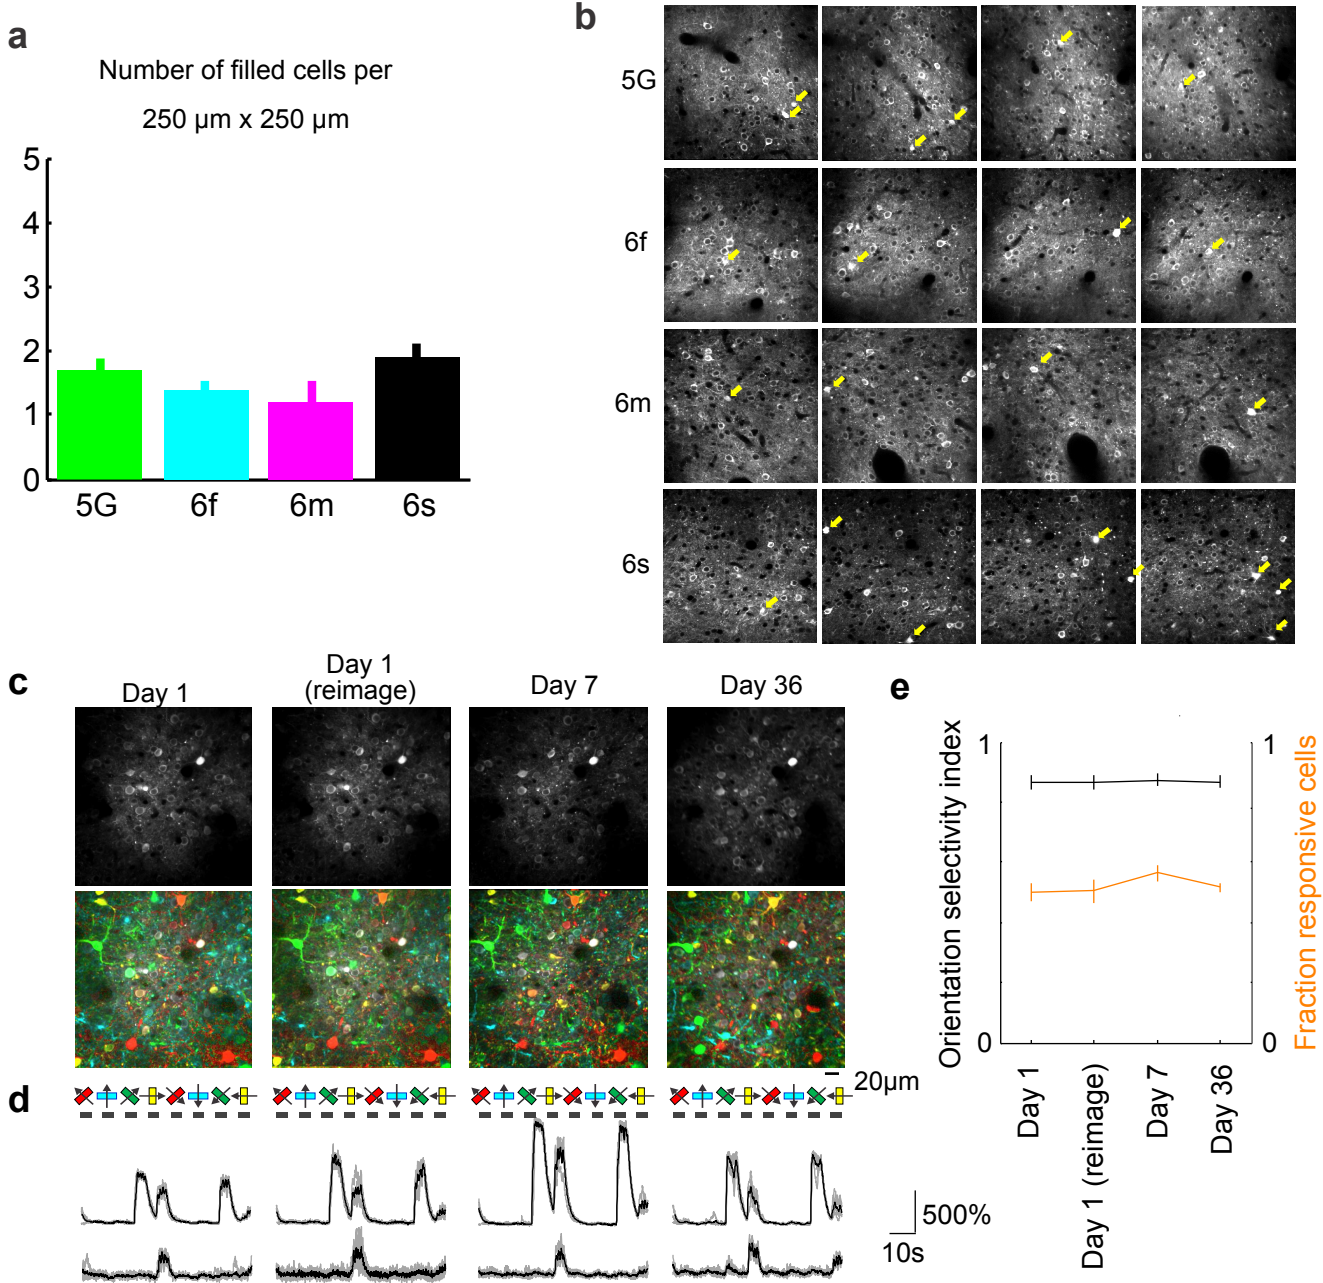 a
Number of filled cells per
250 µm x 250 µm
5
4
3
2
1
0
5G
6f
6m
6s
b
5G
6f
6m
6s
c
Day 1
Day 1
(reimage)
Day 7
Day 36
20µm
d
500%
10s
e
Orientation selectivity index
1
0
Fraction responsive cells
1
0
Day 1
Day 1 (reimage)
Day 7
Day 36